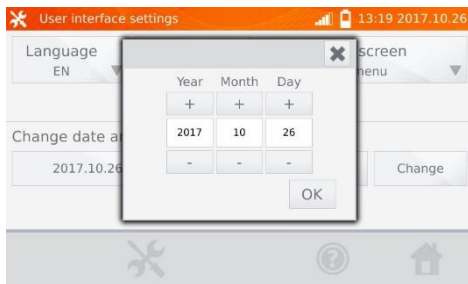 User interface settings
13:19 2017.10.26
Language
EN
screen
menu
Year Month Day
+ + +
2017 10 26
- - -
OK
Change date a
2017.10.26
Change